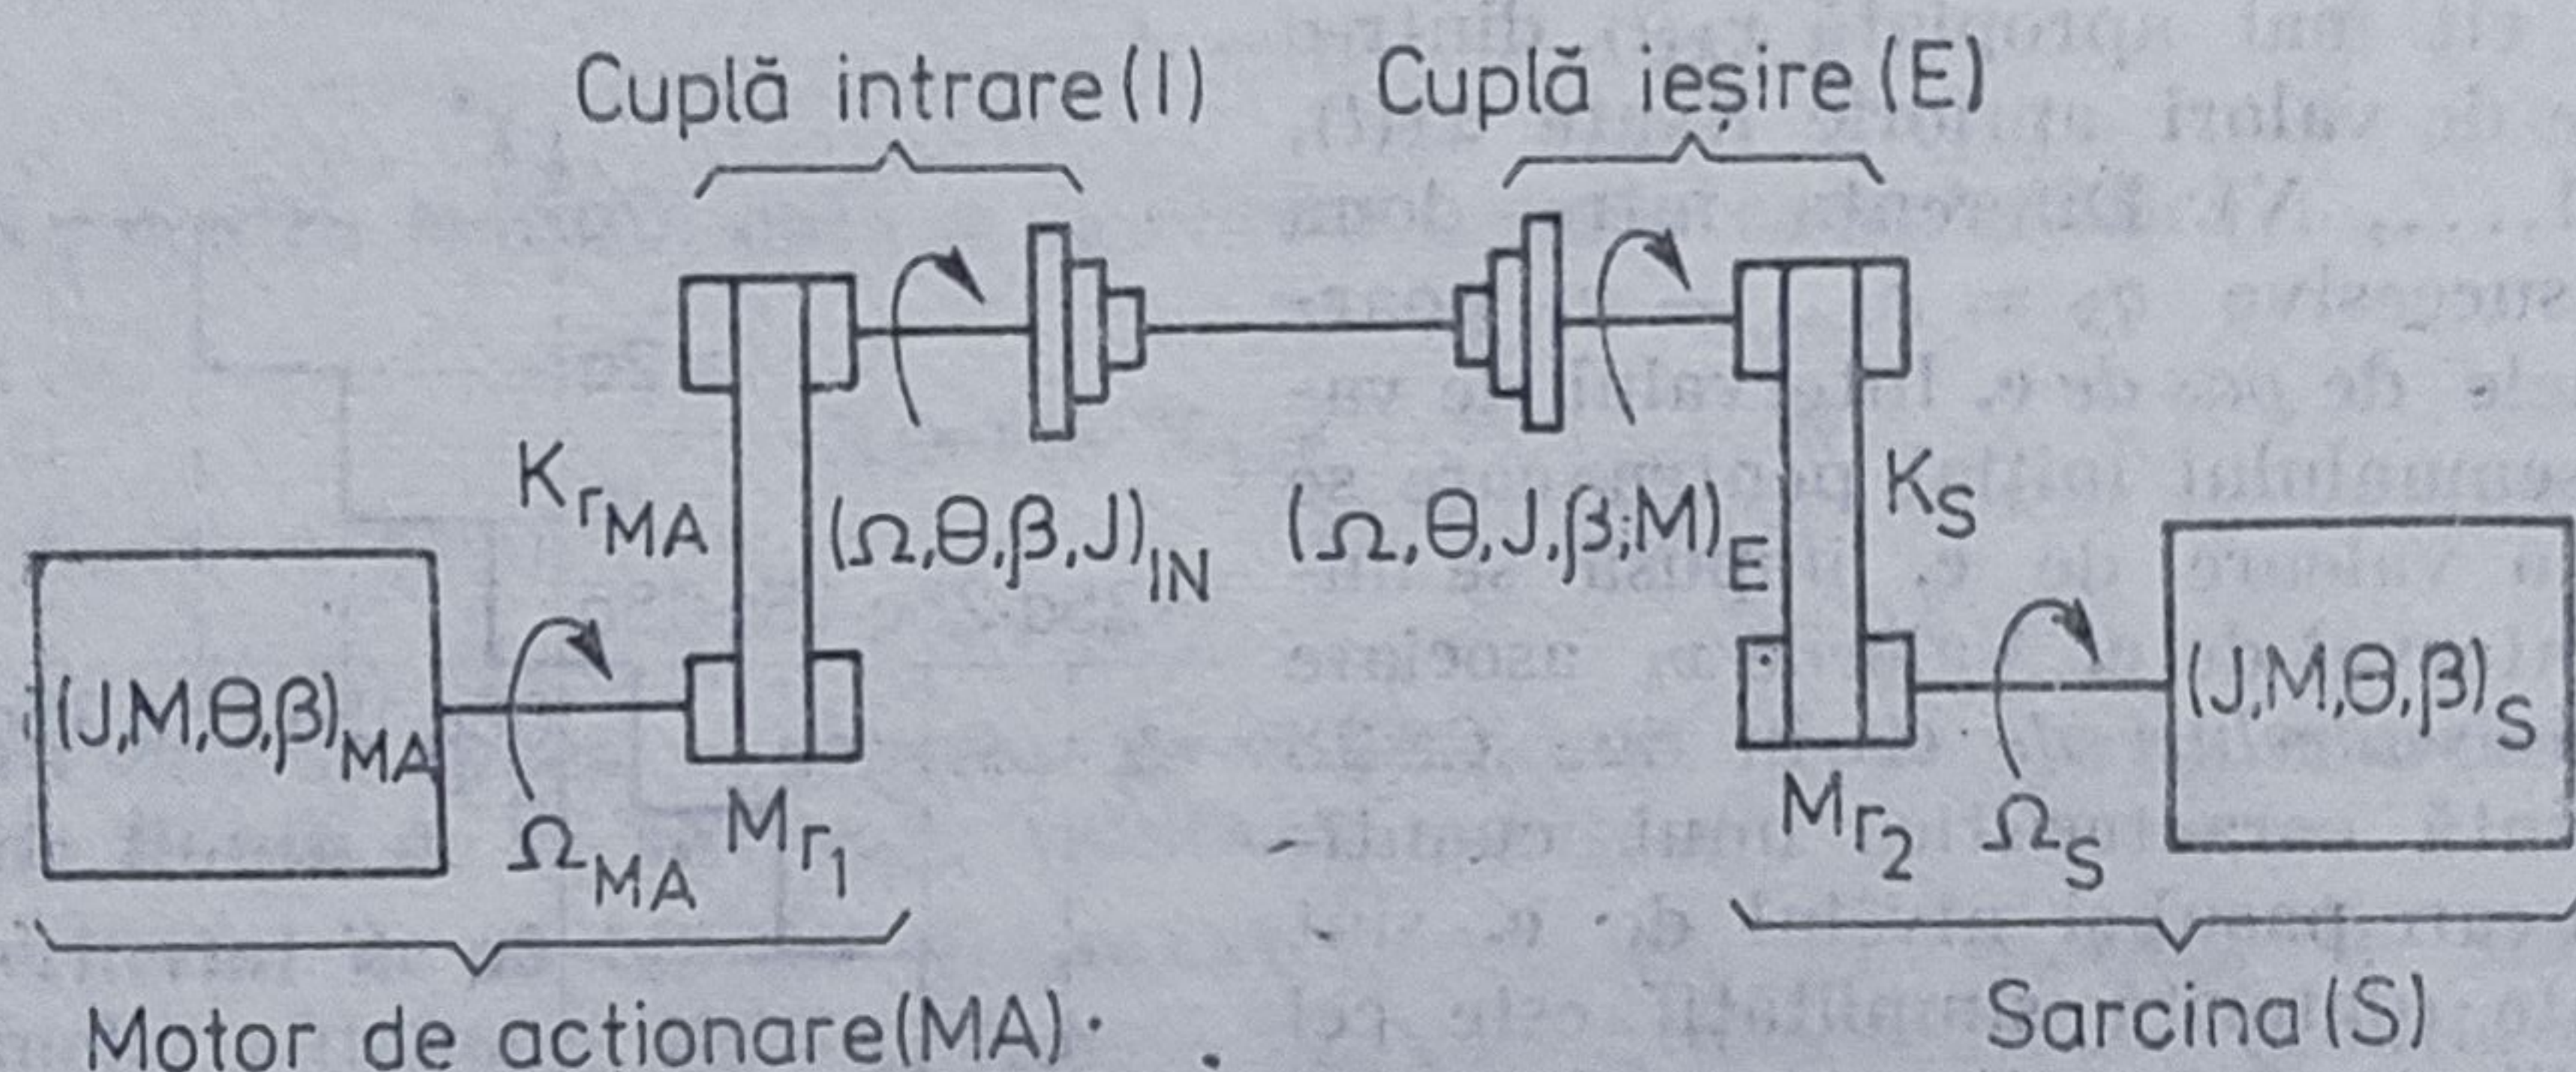 Cuplă intrare (I)
Cuplă ieșire (E)
K_rMA
(Ω,θ,β,J)_IN
(Ω,θ,J,β;M)_E
K_S
(J,M,θ,β)_MA
Ω_MA
M_r1
M_r2
Ω_S
(J,M,θ,β)_S
Motor de actionare (MA)
Sarcina (S)